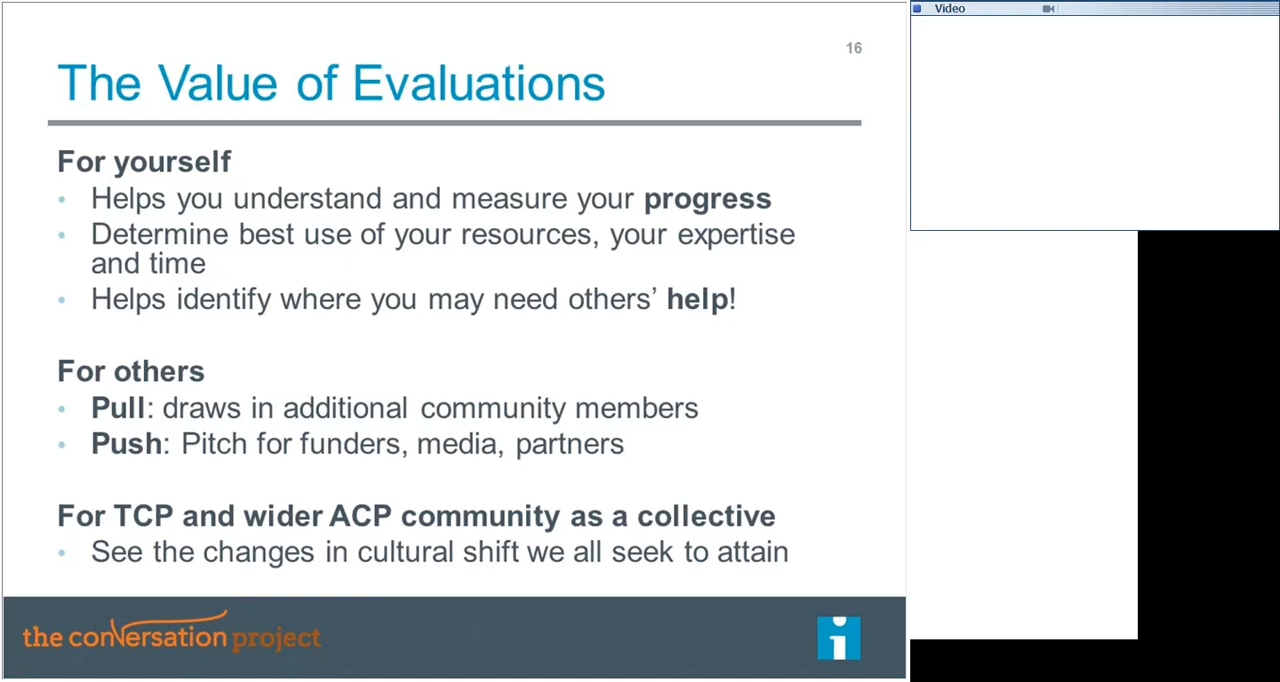 Video
16
The Value of Evaluations
For yourself
• Helps you understand and measure your progress
• Determine best use of your resources, your expertise
and time
• Helps identify where you may need others’ help!
For others
• Pull: draws in additional community members
• Push: Pitch for funders, media, partners
For TCP and wider ACP community as a collective
• See the changes in cultural shift we all seek to attain
the conversation project
i